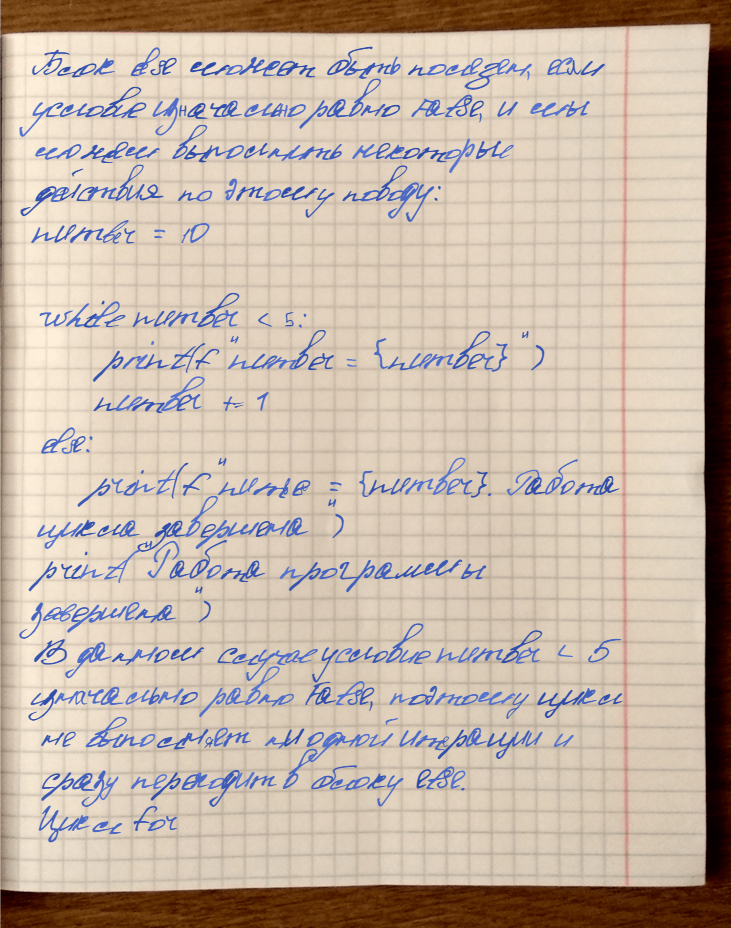 Блок else может быть полезен, если
условие изначально равно False, и мы
можем выполнить некоторые
действия по этому поводу:
number = 10
while number < 5:
print(f"number = {number}")
number += 1
else:
print(f"number = {number}. Работа
цикла завершена")
print("Работа программы
завершена")
В данном случае условие number < 5
изначально равно False, поэтому цикл
не выполняет ни одной итерации и
сразу переходит в блоку else.
Цикл for